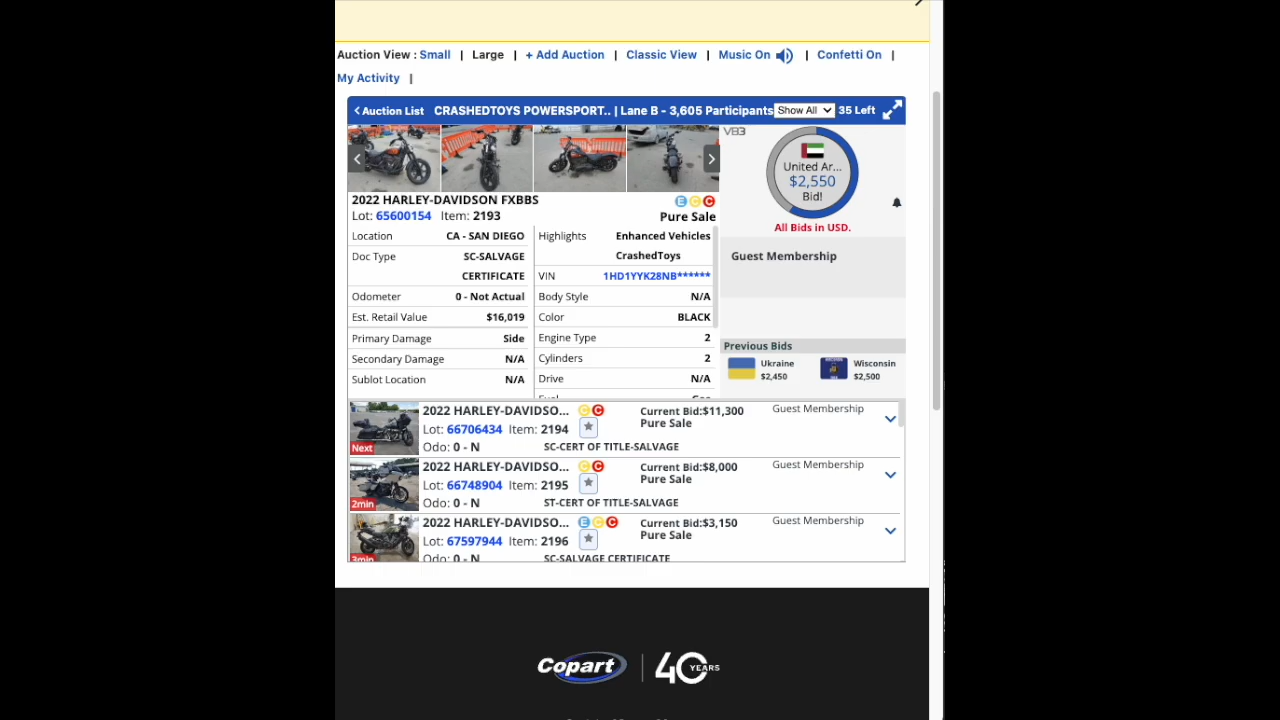 Auction View : Small | Large | + Add Auction | Classic View | Music On | Confetti On |
My Activity |
Auction List CRASHEDTOYS POWERSPORT.. | Lane B - 3,605 Participants Show All 35 Left
VB3
United Ar...
$2,550
Bid!
All Bids in USD.
2022 HARLEY-DAVIDSON FXBBS E C C
Lot: 65600154 Item: 2193 Pure Sale
Location CA - SAN DIEGO
Doc Type SC-SALVAGE
CERTIFICATE
Odometer 0 - Not Actual
Est. Retail Value $16,019
Primary Damage Side
Secondary Damage N/A
Sublot Location N/A
Highlights Enhanced Vehicles
CrashedToys
VIN 1HD1YYK28NB******
Body Style N/A
Color BLACK
Engine Type 2
Cylinders 2
Drive N/A
Guest Membership
Previous Bids
Ukraine
$2,450
Wisconsin
$2,500
2022 HARLEY-DAVIDSO... C C Current Bid:$11,300 Guest Membership
Lot: 66706434 Item: 2194 Pure Sale
Next Odo: 0 - N SC-CERT OF TITLE-SALVAGE
2022 HARLEY-DAVIDSO... C C Current Bid:$8,000 Guest Membership
Lot: 66748904 Item: 2195 Pure Sale
2min Odo: 0 - N ST-CERT OF TITLE-SALVAGE
2022 HARLEY-DAVIDSO... E C C Current Bid:$3,150 Guest Membership
Lot: 67597944 Item: 2196 Pure Sale
3min Odo: 0 - N SC-SALVAGE CERTIFICATE
Copart | 40 YEARS